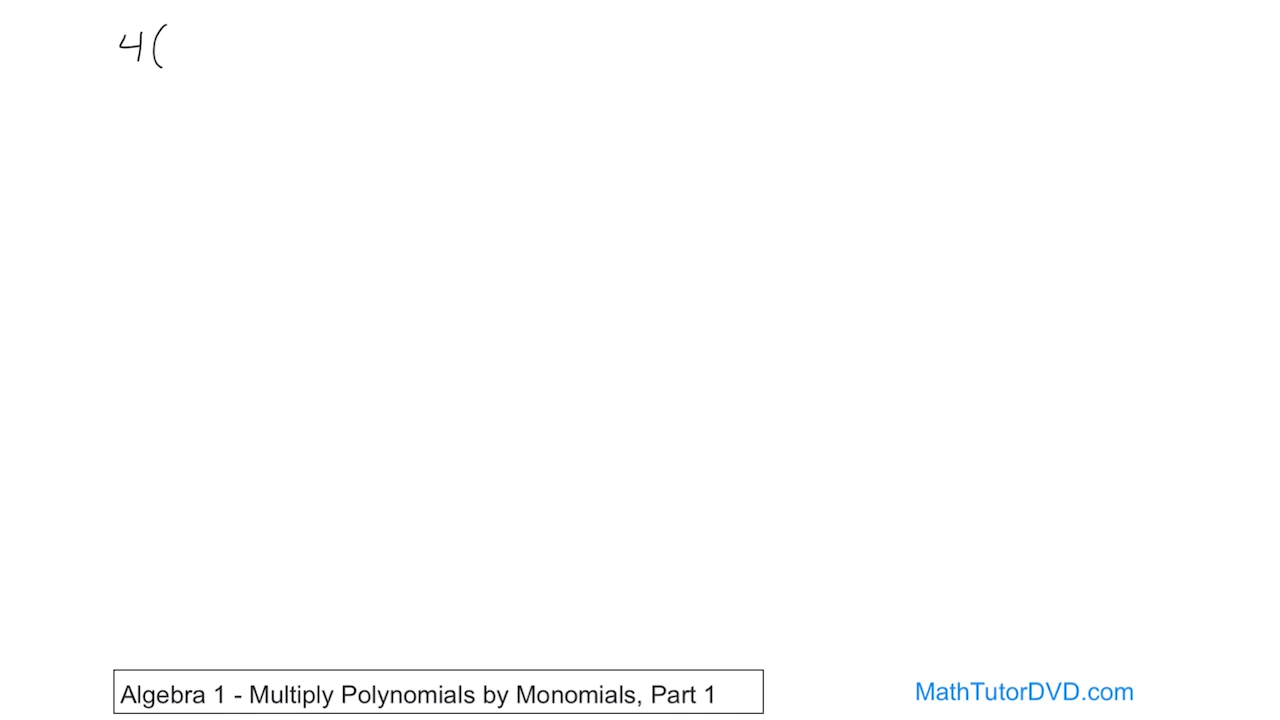 4(
Algebra 1 - Multiply Polynomials by Monomials, Part 1
MathTutorDVD.com